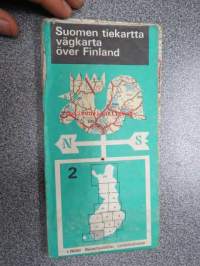 Suomen tiekartta
vägkarta
över Finland
N S
2